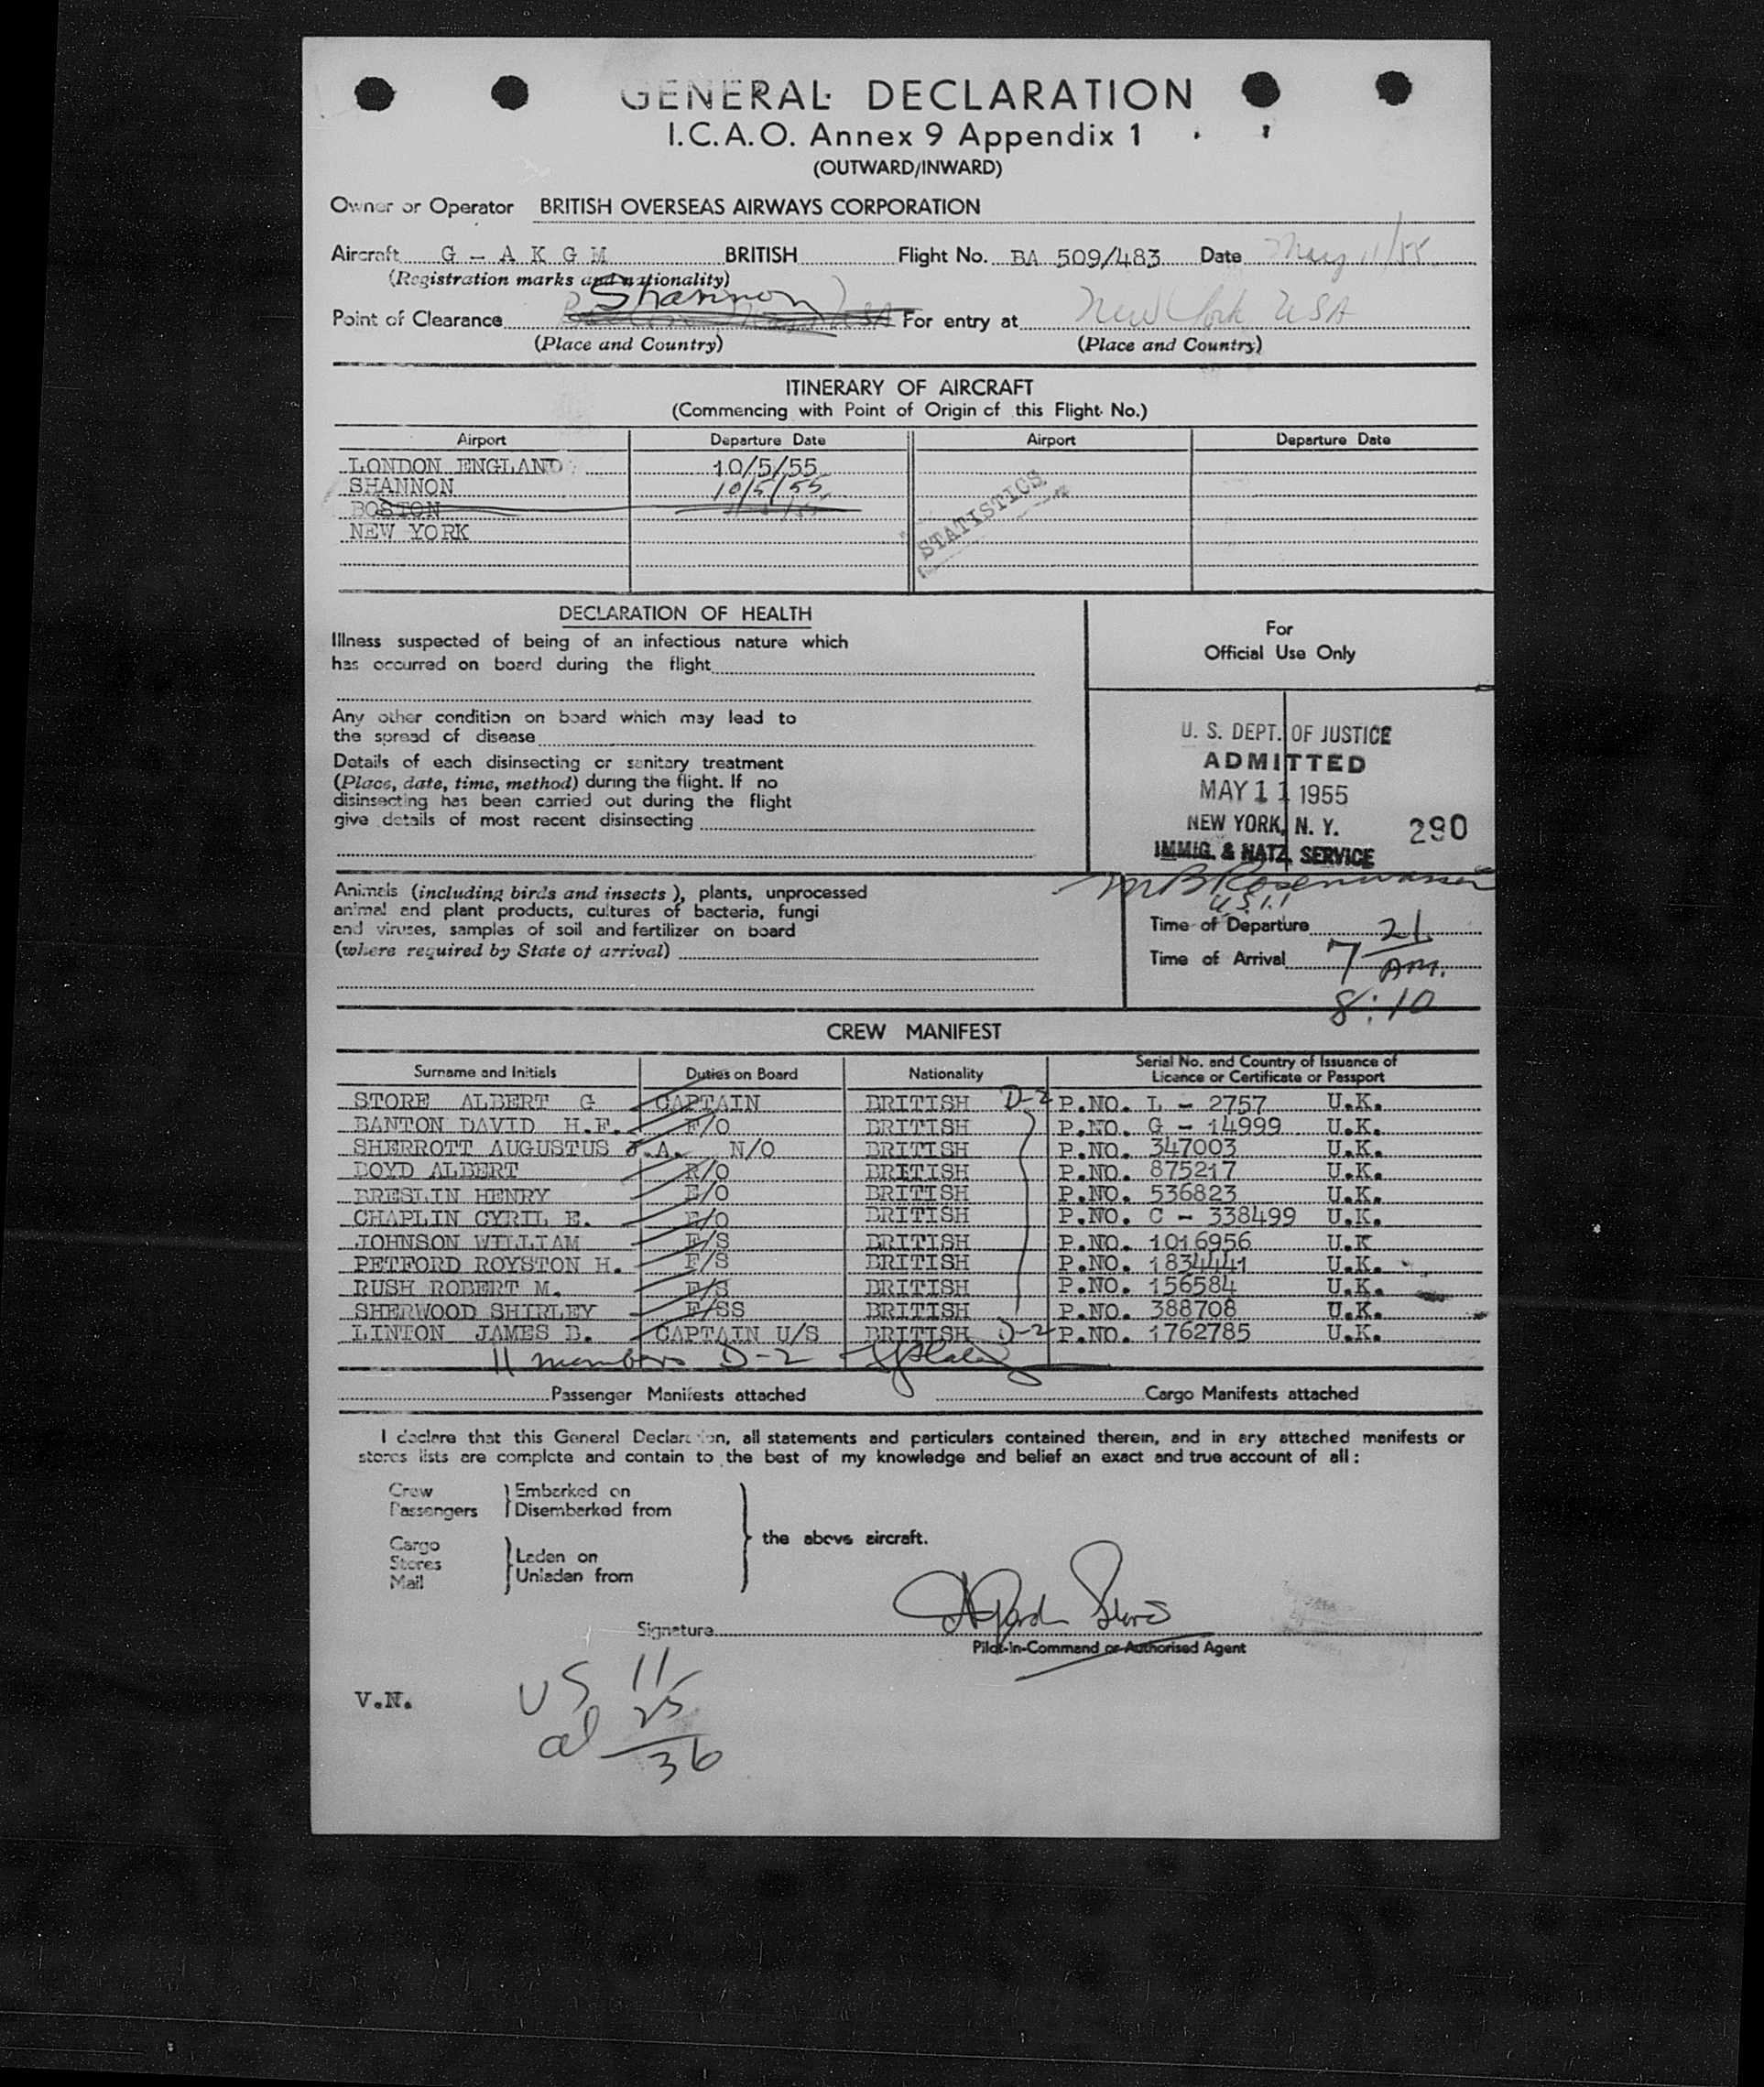 GENERAL DECLARATION
I.C.A.O. Annex 9 Appendix 1
(OUTWARD/INWARD)
Owner or Operator BRITISH OVERSEAS AIRWAYS CORPORATION
Aircraft G - A K G M BRITISH Flight No. BA 509/483 Date May 11/55
(Registration marks and nationality)
Shannon
Point of Clearance For entry at New York USA
(Place and Country) (Place and Country)
ITINERARY OF AIRCRAFT
(Commencing with Point of Origin of this Flight No.)
Airport Departure Date Airport Departure Date
LONDON ENGLAND 10/5/55
SHANNON 10/5/55
BOSTON
NEW YORK
STATISTICS
DECLARATION OF HEALTH
Illness suspected of being of an infectious nature which
has occurred on board during the flight
Any other condition on board which may lead to
the spread of disease
Details of each disinsecting or sanitary treatment
(Place, date, time, method) during the flight. If no
disinsecting has been carried out during the flight
give details of most recent disinsecting
For
Official Use Only
U. S. DEPT. OF JUSTICE
ADMITTED
MAY 11 1955
NEW YORK, N. Y. 290
IMMIG. & NATZ. SERVICE
Animals (including birds and insects), plants, unprocessed
animal and plant products, cultures of bacteria, fungi
and viruses, samples of soil and fertilizer on board
(where required by State of arrival)
M B Rosenwasser
U.S.I.I
Time of Departure 21
Time of Arrival 7 AM.
8:10
CREW MANIFEST
Surname and Initials Duties on Board Nationality Serial No. and Country of Issuance of
Licence or Certificate or Passport
STORE ALBERT G CAPTAIN BRITISH D-2 P.NO. L - 2757 U.K.
BANTON DAVID H.F. F/O BRITISH P.NO. G - 14999 U.K.
SHERROTT AUGUSTUS F.A. N/O BRITISH P.NO. 347003 U.K.
BOYD ALBERT R/O BRITISH P.NO. 875217 U.K.
BRESLIN HENRY E/O BRITISH P.NO. 536823 U.K.
CHAPLIN CYRIL E. E/O BRITISH P.NO. C - 338499 U.K.
JOHNSON WILLIAM F/S BRITISH P.NO. 1016956 U.K
PETFORD ROYSTON H. F/S BRITISH P.NO. 1834441 U.K.
RUSH ROBERT M. F/S BRITISH P.NO. 156584 U.K.
SHERWOOD SHIRLEY F/SS BRITISH P.NO. 388708 U.K.
LINTON JAMES B. CAPTAIN U/S BRITISH D-2 P.NO. 1762785 U.K.
11 members D-2
Passenger Manifests attached Cargo Manifests attached
I declare that this General Declaration, all statements and particulars contained therein, and in any attached manifests or
stores lists are complete and contain to the best of my knowledge and belief an exact and true account of all :
Crew Embarked on
Passengers Disembarked from
the above aircraft.
Cargo
Stores Laden on
Mail Unladen from
Signature
Pilot-in-Command or Authorised Agent
V.N.
US 11
al 25
36